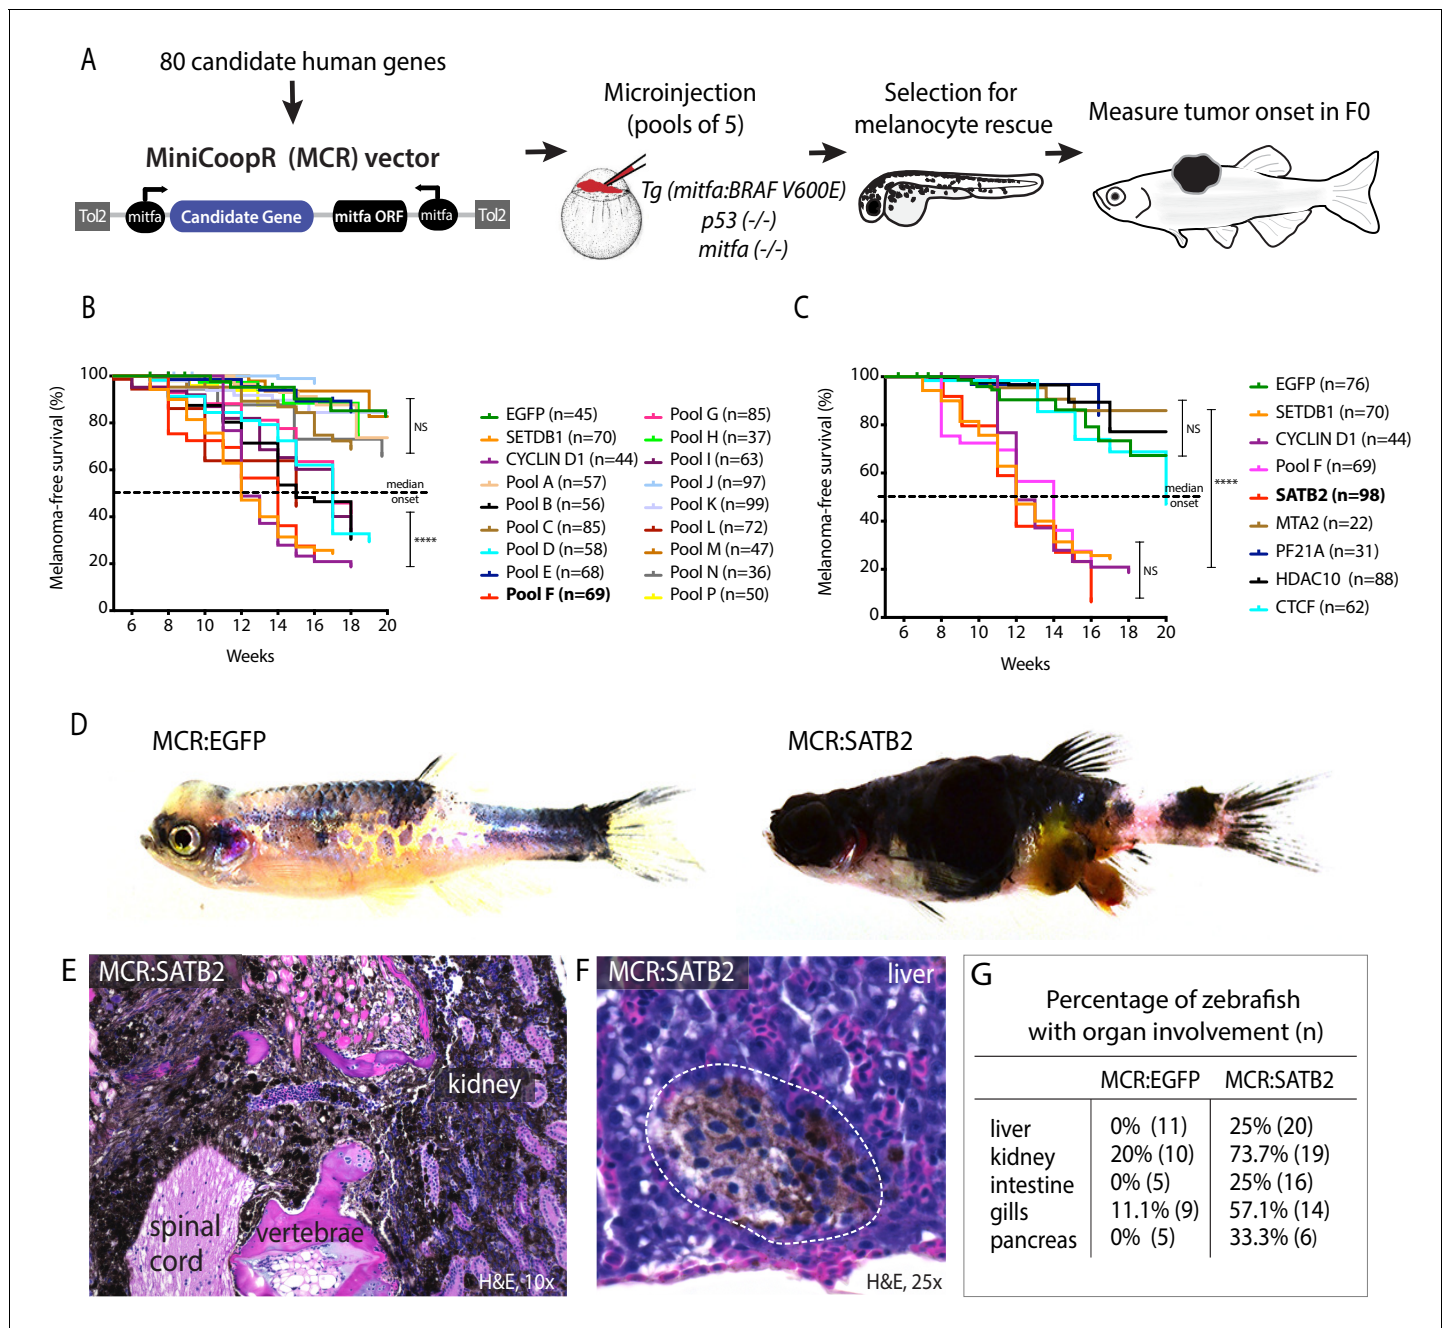 A
80 candidate human genes
MiniCoopR (MCR) vector
Tol2
mitfa
Candidate Gene
mitfa ORF
mitfa
Tol2
Microinjection
(pools of 5)
Tg (mitfa:BRAF V600E)
p53 (-/-)
mitfa (-/-)
Selection for
melanocyte rescue
Measure tumor onset in F0
B
Melanoma-free survival (%)
100
80
60
40
20
0
6 8 10 12 14 16 18 20
Weeks
NS
median
onset
****
EGFP (n=45)
SETDB1 (n=70)
CYCLIN D1 (n=44)
Pool A (n=57)
Pool B (n=56)
Pool C (n=85)
Pool D (n=58)
Pool E (n=68)
Pool F (n=69)
Pool G (n=85)
Pool H (n=37)
Pool I (n=63)
Pool J (n=97)
Pool K (n=99)
Pool L (n=72)
Pool M (n=47)
Pool N (n=36)
Pool P (n=50)
C
Melanoma-free survival (%)
100
80
60
40
20
0
6 8 10 12 14 16 18 20
Weeks
NS
median
onset
****
NS
EGFP (n=76)
SETDB1 (n=70)
CYCLIN D1 (n=44)
Pool F (n=69)
SATB2 (n=98)
MTA2 (n=22)
PF21A (n=31)
HDAC10 (n=88)
CTCF (n=62)
D
MCR:EGFP
MCR:SATB2
E
MCR:SATB2
kidney
spinal
cord
vertebrae
H&E, 10x
F
MCR:SATB2
liver
H&E, 25x
G
Percentage of zebrafish
with organ involvement (n)
MCR:EGFP MCR:SATB2
liver 0% (11) 25% (20)
kidney 20% (10) 73.7% (19)
intestine 0% (5) 25% (16)
gills 11.1% (9) 57.1% (14)
pancreas 0% (5) 33.3% (6)